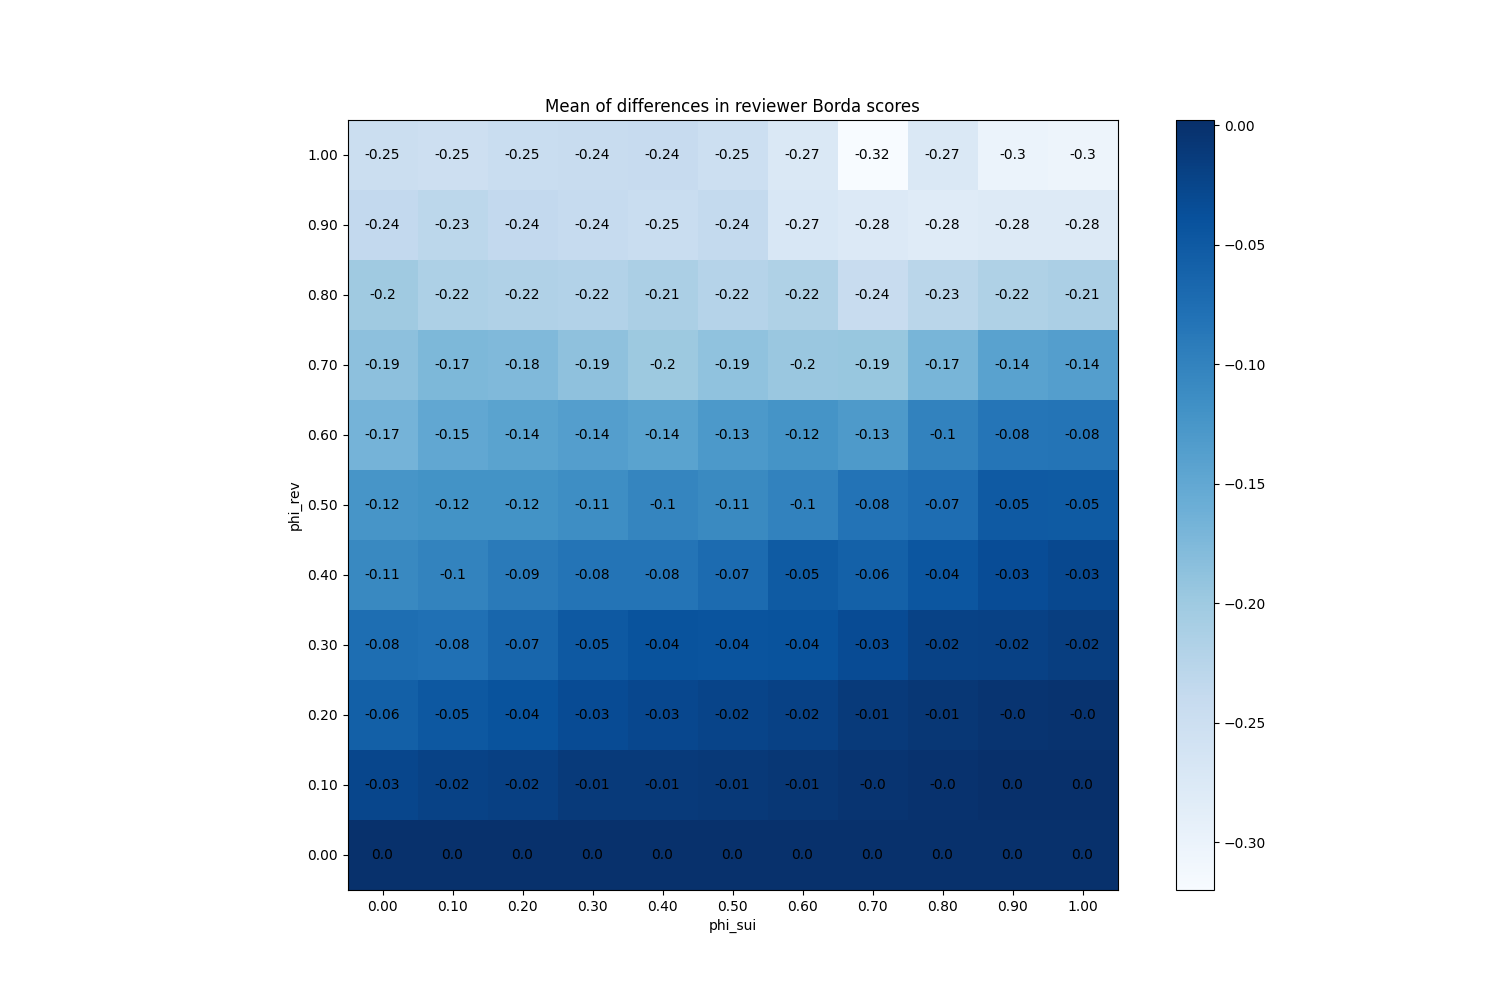 Mean of differences in reviewer Borda scores
1.00 -0.25 -0.25 -0.25 -0.24 -0.24 -0.25 -0.27 -0.32 -0.27 -0.3 -0.3
0.90 -0.24 -0.23 -0.24 -0.24 -0.25 -0.24 -0.27 -0.28 -0.28 -0.28 -0.28
0.80 -0.2 -0.22 -0.22 -0.22 -0.21 -0.22 -0.22 -0.24 -0.23 -0.22 -0.21
0.70 -0.19 -0.17 -0.18 -0.19 -0.2 -0.19 -0.2 -0.19 -0.17 -0.14 -0.14
0.60 -0.17 -0.15 -0.14 -0.14 -0.14 -0.13 -0.12 -0.13 -0.1 -0.08 -0.08
0.50 -0.12 -0.12 -0.12 -0.11 -0.1 -0.11 -0.1 -0.08 -0.07 -0.05 -0.05
0.40 -0.11 -0.1 -0.09 -0.08 -0.08 -0.07 -0.05 -0.06 -0.04 -0.03 -0.03
0.30 -0.08 -0.08 -0.07 -0.05 -0.04 -0.04 -0.04 -0.03 -0.02 -0.02 -0.02
0.20 -0.06 -0.05 -0.04 -0.03 -0.03 -0.02 -0.02 -0.01 -0.01 -0.0 -0.0
0.10 -0.03 -0.02 -0.02 -0.01 -0.01 -0.01 -0.01 -0.0 -0.0 0.0 0.0
0.00 0.0 0.0 0.0 0.0 0.0 0.0 0.0 0.0 0.0 0.0 0.0
0.00 0.10 0.20 0.30 0.40 0.50 0.60 0.70 0.80 0.90 1.00
phi_sui
phi_rev
0.00
−0.05
−0.10
−0.15
−0.20
−0.25
−0.30